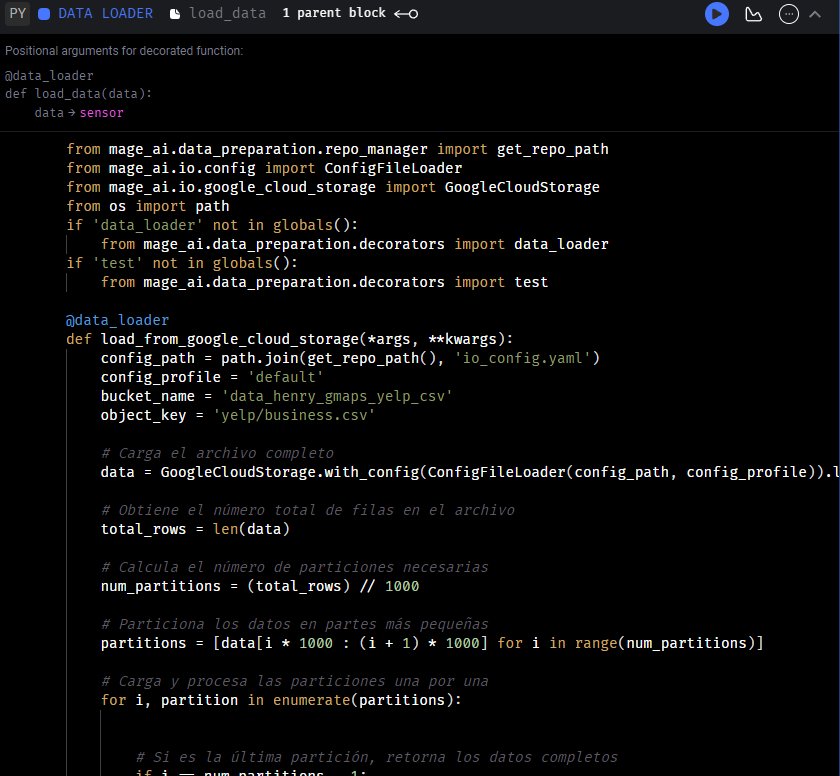 PY DATA LOADER load_data 1 parent block
Positional arguments for decorated function:
@data_loader
def load_data(data):
    data → sensor
from mage_ai.data_preparation.repo_manager import get_repo_path
from mage_ai.io.config import ConfigFileLoader
from mage_ai.io.google_cloud_storage import GoogleCloudStorage
from os import path
if 'data_loader' not in globals():
    from mage_ai.data_preparation.decorators import data_loader
if 'test' not in globals():
    from mage_ai.data_preparation.decorators import test
@data_loader
def load_from_google_cloud_storage(*args, **kwargs):
    config_path = path.join(get_repo_path(), 'io_config.yaml')
    config_profile = 'default'
    bucket_name = 'data_henry_gmaps_yelp_csv'
    object_key = 'yelp/business.csv'
    # Carga el archivo completo
    data = GoogleCloudStorage.with_config(ConfigFileLoader(config_path, config_profile)).l
    # Obtiene el número total de filas en el archivo
    total_rows = len(data)
    # Calcula el número de particiones necesarias
    num_partitions = (total_rows) // 1000
    # Particiona los datos en partes más pequeñas
    partitions = [data[i * 1000 : (i + 1) * 1000] for i in range(num_partitions)]
    # Carga y procesa las particiones una por una
    for i, partition in enumerate(partitions):
        # Si es la última partición, retorna los datos completos
        if i == num_partitions - 1: